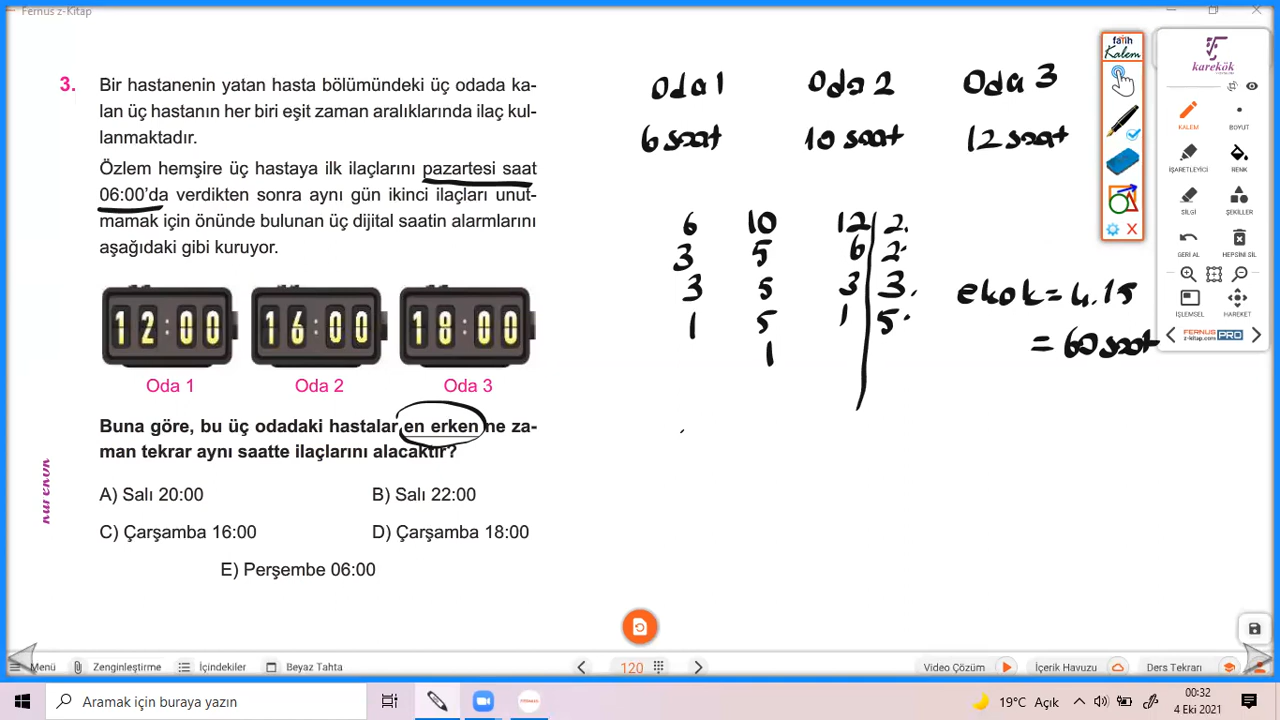 Fernus z-Kitap
3. Bir hastanenin yatan hasta bölümündeki üç odada ka-
lan üç hastanın her biri eşit zaman aralıklarında ilaç kul-
lanmaktadır.
Özlem hemşire üç hastaya ilk ilaçlarını pazartesi saat
06:00'da verdikten sonra aynı gün ikinci ilaçları unut-
mamak için önünde bulunan üç dijital saatin alarmlarını
aşağıdaki gibi kuruyor.
12:00 16:00 18:00
Oda 1 Oda 2 Oda 3
Buna göre, bu üç odadaki hastalar en erken ne za-
man tekrar aynı saatte ilaçlarını alacaktır?
A) Salı 20:00 B) Salı 22:00
C) Çarşamba 16:00 D) Çarşamba 18:00
E) Perşembe 06:00
karekök
Oda 1 Oda 2 Oda 3
6 saat 10 saat 12 saat
6 10 12 2.
3 5 6 2.
3 5 3 3.
1 5 1 5.
1
ekok = 4.15
= 60 saat
fatih
Kalem
karekök
KALEM BOYUT
İŞARETLEYİCİ RENK
SİLGİ ŞEKİLLER
GERİ AL HEPSİNİ SİL
İŞLEMSEL HAREKET
FERNUS PRO
z-kitap
Menü Zenginleştirme İçindekiler Beyaz Tahta 120 Video Çözüm İçerik Havuzu Ders Tekrarı
Aramak için buraya yazın
19°C Açık
00:32
4 Eki 2021